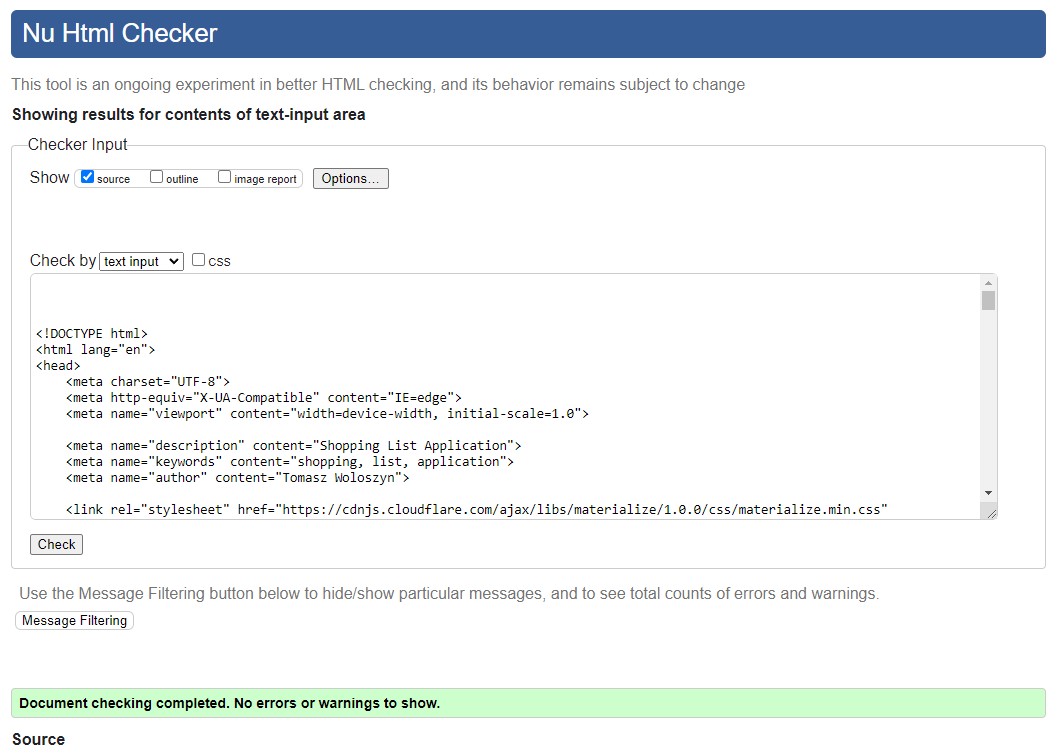 Nu Html Checker
This tool is an ongoing experiment in better HTML checking, and its behavior remains subject to change
Showing results for contents of text-input area
Checker Input
Show source outline image report Options...
Check by text input css
<!DOCTYPE html>
<html lang="en">
<head>
    <meta charset="UTF-8">
    <meta http-equiv="X-UA-Compatible" content="IE=edge">
    <meta name="viewport" content="width=device-width, initial-scale=1.0">
    <meta name="description" content="Shopping List Application">
    <meta name="keywords" content="shopping, list, application">
    <meta name="author" content="Tomasz Woloszyn">
    <link rel="stylesheet" href="https://cdnjs.cloudflare.com/ajax/libs/materialize/1.0.0/css/materialize.min.css"
Check
Use the Message Filtering button below to hide/show particular messages, and to see total counts of errors and warnings.
Message Filtering
Document checking completed. No errors or warnings to show.
Source